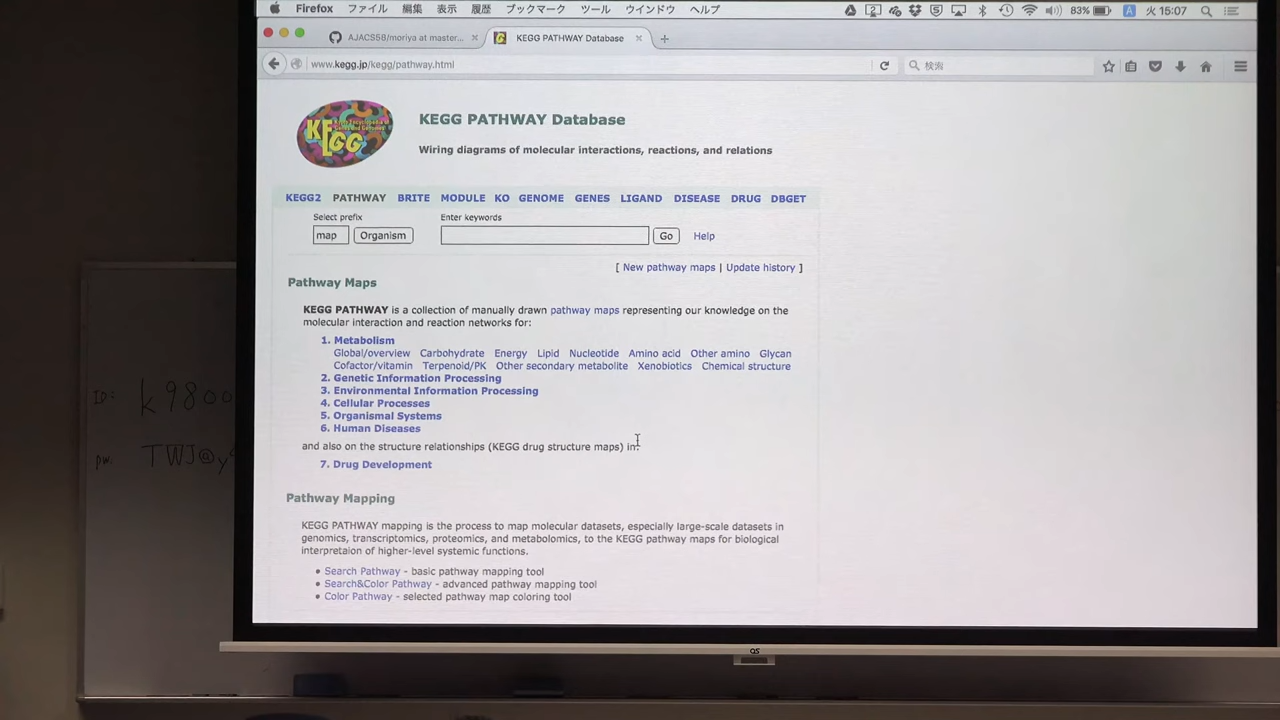 Firefox ファイル 編集 表示 履歴 ブックマーク ツール ウインドウ ヘルプ 83% A 火 15:07
AJACS58/moriya at master... × KEGG PATHWAY Database × +
www.kegg.jp/kegg/pathway.html 検索
KEGG
KEGG PATHWAY Database
Wiring diagrams of molecular interactions, reactions, and relations
KEGG2 PATHWAY BRITE MODULE KO GENOME GENES LIGAND DISEASE DRUG DBGET
Select prefix Enter keywords
map Organism Go Help
[ New pathway maps | Update history ]
Pathway Maps
KEGG PATHWAY is a collection of manually drawn pathway maps representing our knowledge on the
molecular interaction and reaction networks for:
1. Metabolism
Global/overview Carbohydrate Energy Lipid Nucleotide Amino acid Other amino Glycan
Cofactor/vitamin Terpenoid/PK Other secondary metabolite Xenobiotics Chemical structure
2. Genetic Information Processing
3. Environmental Information Processing
4. Cellular Processes
5. Organismal Systems
6. Human Diseases
and also on the structure relationships (KEGG drug structure maps) in:
7. Drug Development
Pathway Mapping
KEGG PATHWAY mapping is the process to map molecular datasets, especially large-scale datasets in
genomics, transcriptomics, proteomics, and metabolomics, to the KEGG pathway maps for biological
interpretaion of higher-level systemic functions.
• Search Pathway - basic pathway mapping tool
• Search&Color Pathway - advanced pathway mapping tool
• Color Pathway - selected pathway map coloring tool
ID: k9800
pw. TWJ@y
OS